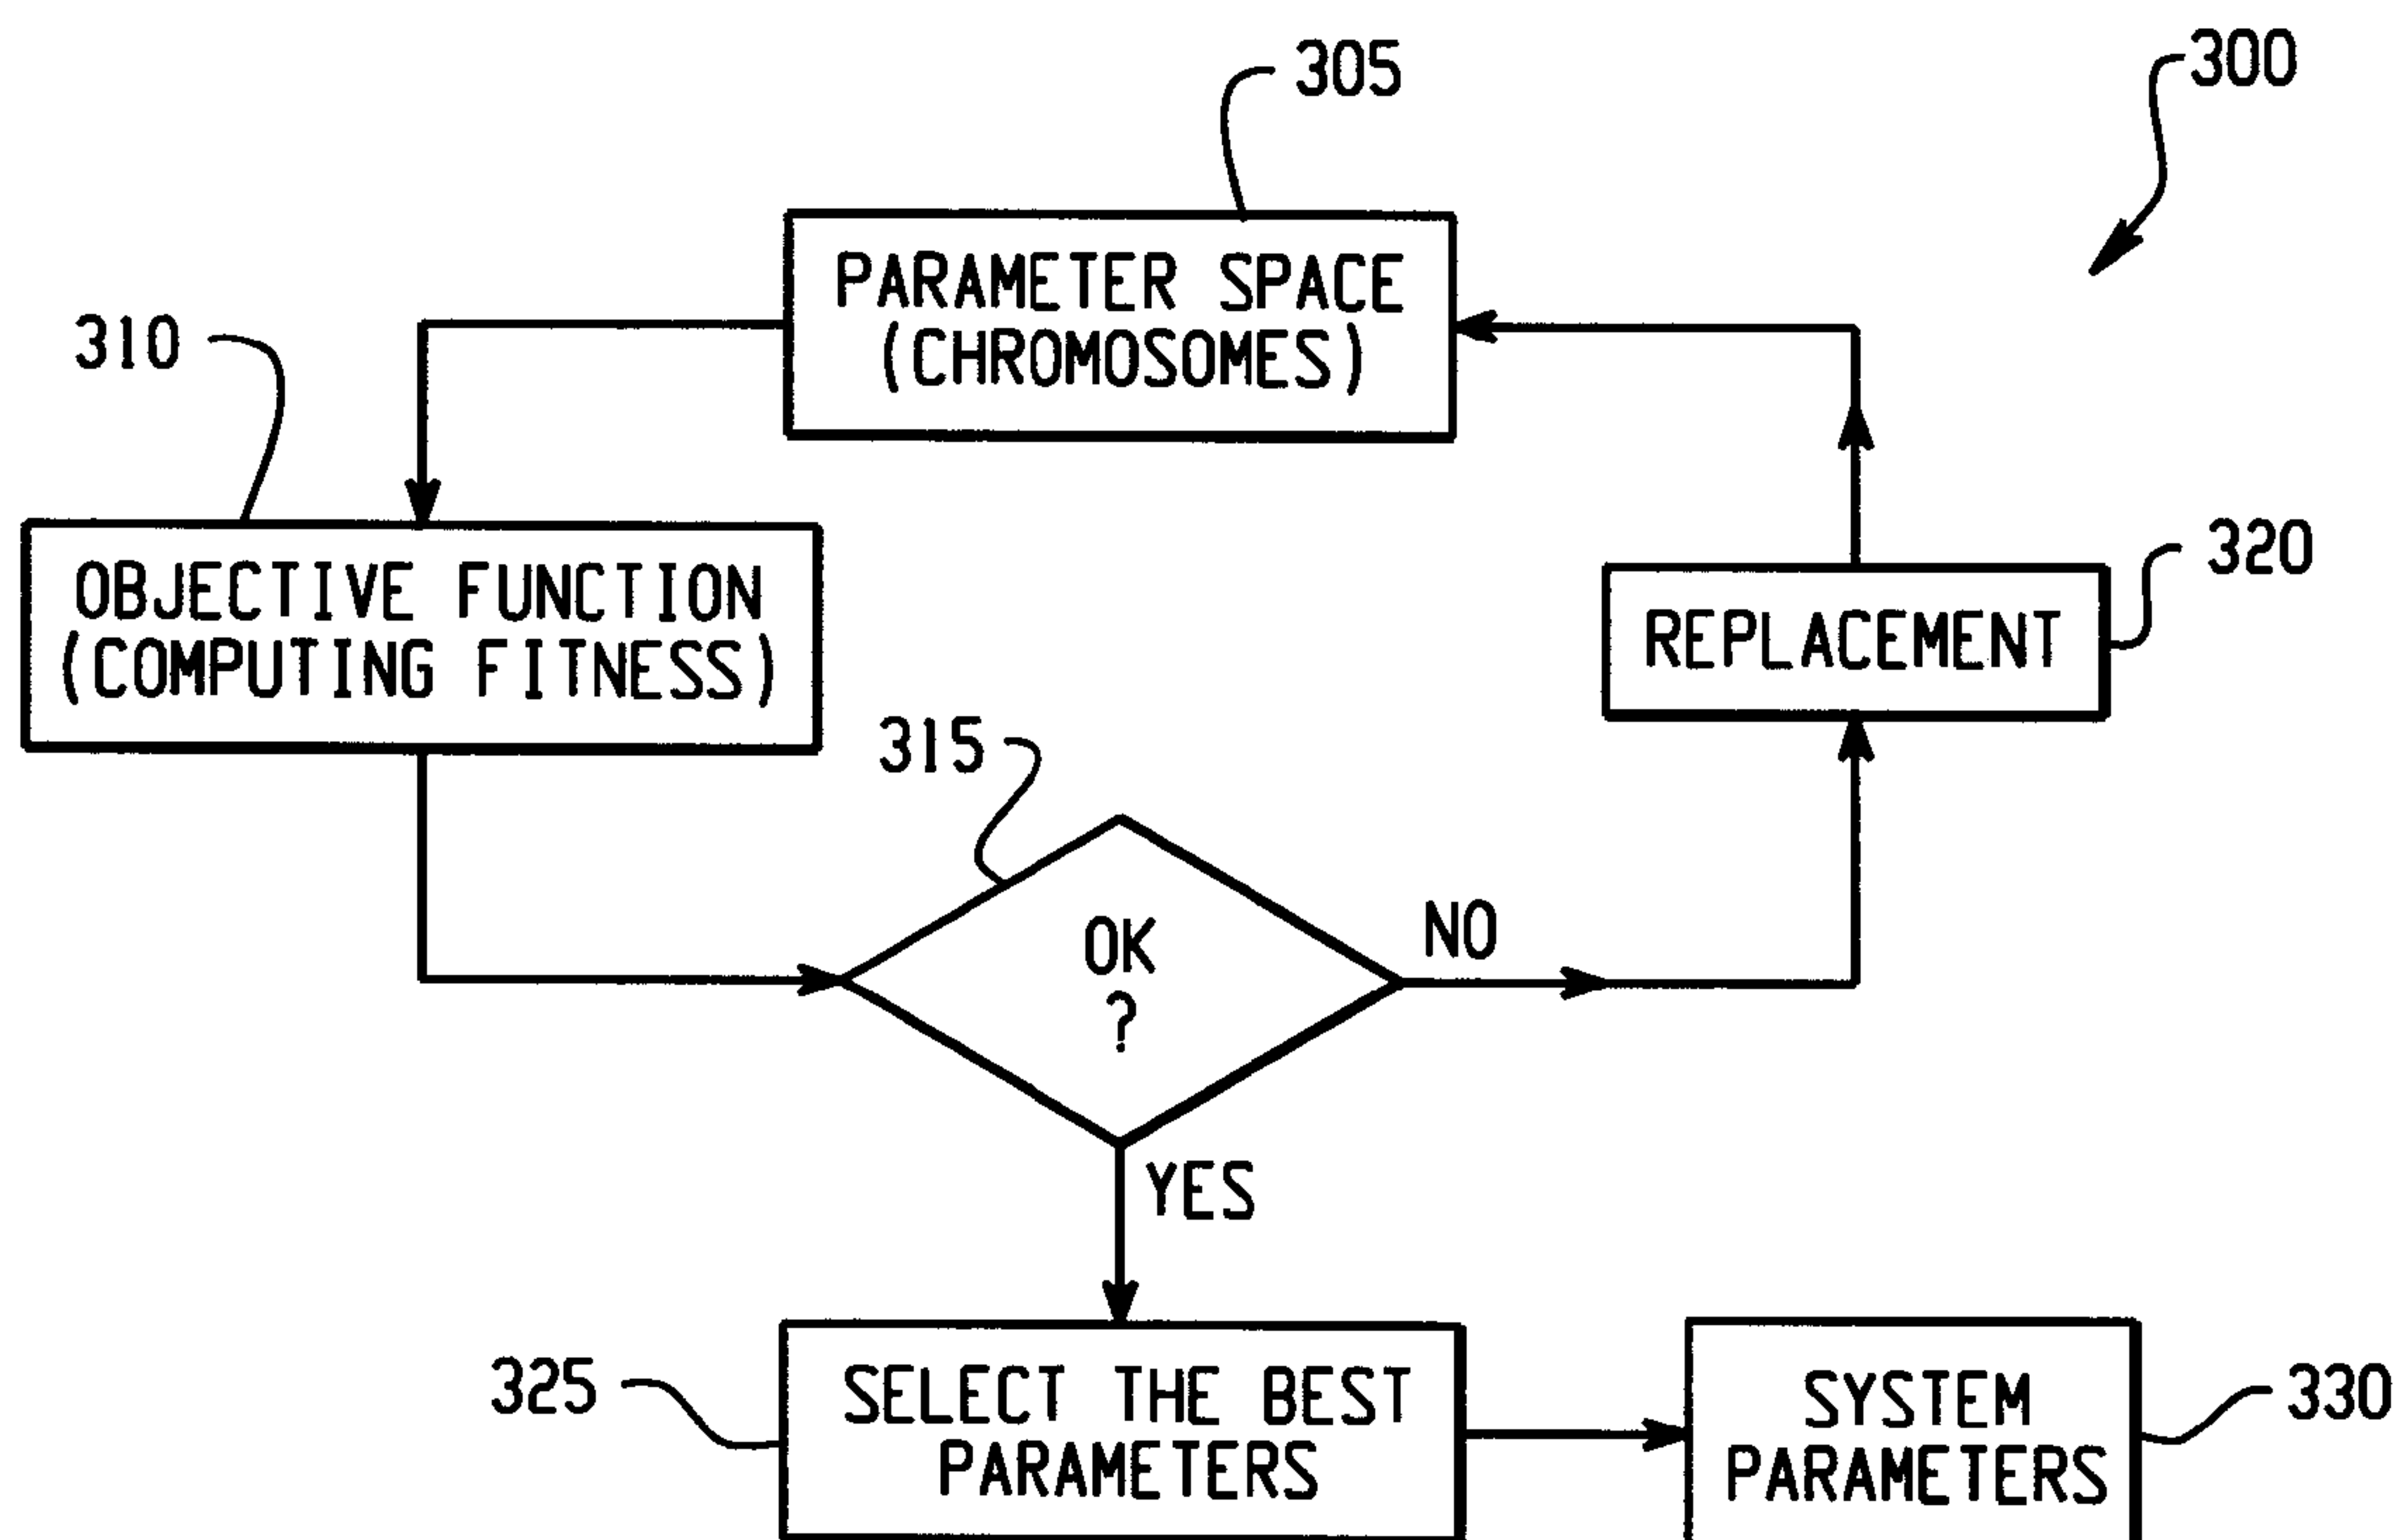 305
300
PARAMETER SPACE
(CHROMOSOMES)
310
OBJECTIVE FUNCTION
(COMPUTING FITNESS)
320
REPLACEMENT
315
OK
?
NO
YES
325
SELECT THE BEST
PARAMETERS
SYSTEM
PARAMETERS
330